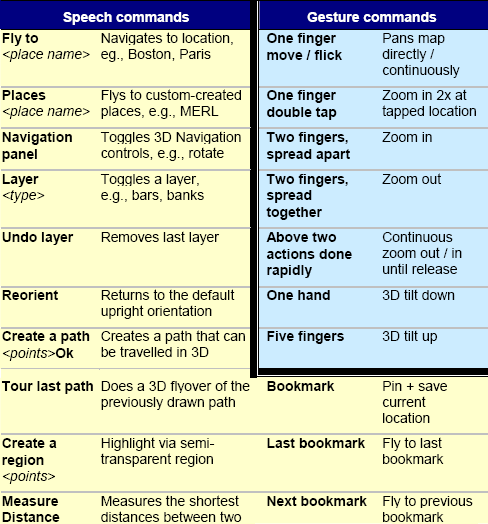 Speech commands
Fly to Navigates to location,
<place name> eg., Boston, Paris
Places Flys to custom-created
<place name> places, e.g., MERL
Navigation Toggles 3D Navigation
panel controls, e.g., rotate
Layer Toggles a layer,
<type> e.g., bars, banks
Undo layer Removes last layer
Reorient Returns to the default
upright orientation
Create a path Creates a path that can
<points>Ok be travelled in 3D
Tour last path Does a 3D flyover of the
previously drawn path
Create a Highlight via semi-
region transparent region
<points>
Measure Measures the shortest
Distance distances between two
Gesture commands
One finger Pans map
move / flick directly /
continuously
One finger Zoom in 2x at
double tap tapped location
Two fingers, Zoom in
spread apart
Two fingers, Zoom out
spread
together
Above two Continuous
actions done zoom out / in
rapidly until release
One hand 3D tilt down
Five fingers 3D tilt up
Bookmark Pin + save
current
location
Last bookmark Fly to last
bookmark
Next bookmark Fly to previous
bookmark